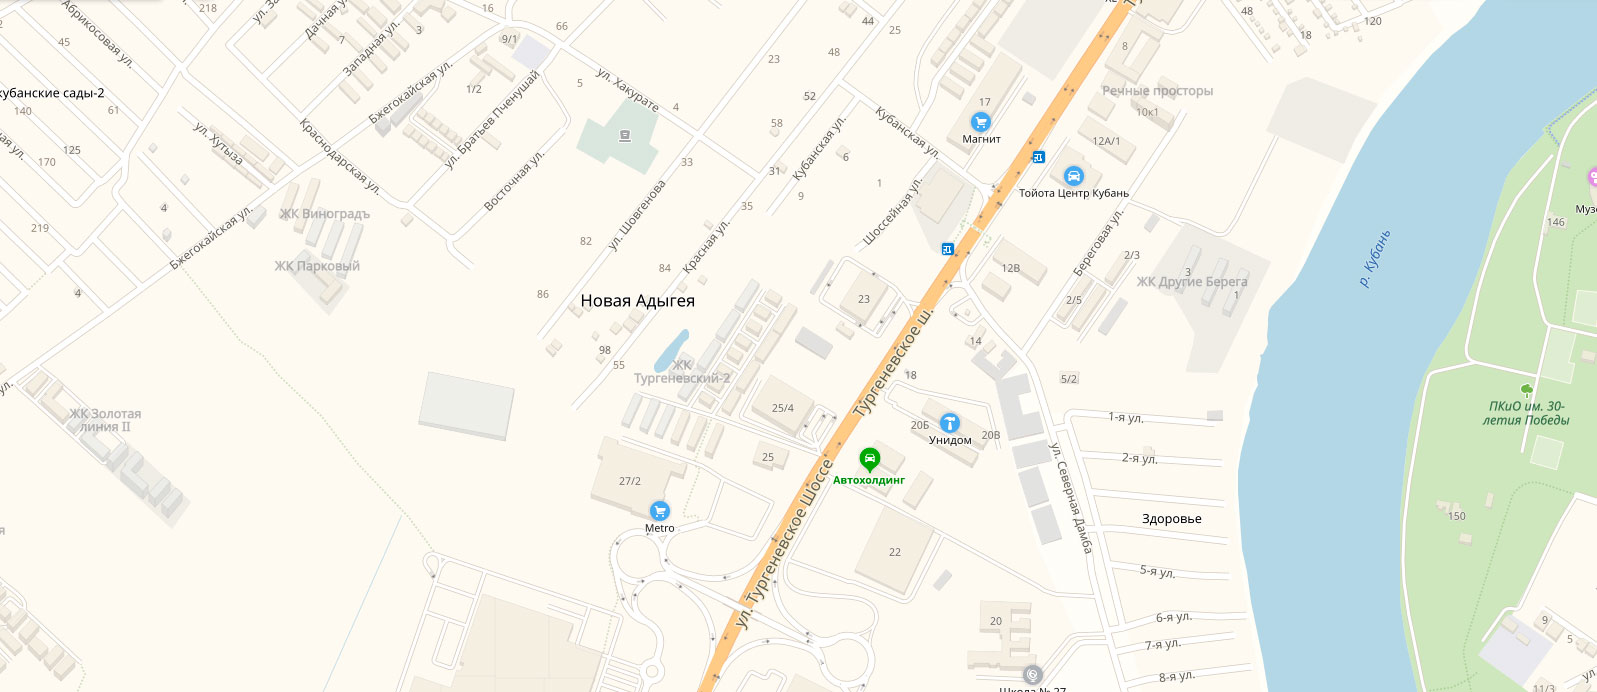 Абрикосовая ул.
218
Дачная ул.
Западная ул.
3
7
16
66
9/1
44
25
48
120
18
8
45
Бжегокайская ул.
1/2
ул. Братьев Пченушай
5
ул. Хакурате
4
23
48
52
58
17
Магнит
Речные просторы
10к1
12А/1
кубанские сады-2
140
61
125
170
ул. Хутыза
Краснодарская ул.
Восточная ул.
33
31
35
Кубанская ул.
6
1
9
Кубанская ул.
Шоссейная ул.
Тойота Центр Кубань
4
219
4
ЖК Виноградъ
ЖК Парковый
Бжегокайская ул.
82
84
86
ул. Шовгенова
Красная ул.
Новая Адыгея
98
55
23
12В
Береговая ул.
2/3
2/5
3
1
ЖК Другие Берега
р. Кубань
146
Муз
ЖК
Тургеневский-2
25/4
25
Тургеневское ш.
14
18
5/2
20Б
20В
Унидом
Автохолдинг
ЖК Золотая
линия II
27/2
Metro
22
ул. Тургеневское Шоссе
1-я ул.
2-я ул.
ул. Северная Дамба
Здоровье
5-я ул.
6-я ул.
7-я ул.
8-я ул.
20
Школа № 27
ПКиО им. 30-
летия Победы
150
9
5
11/3